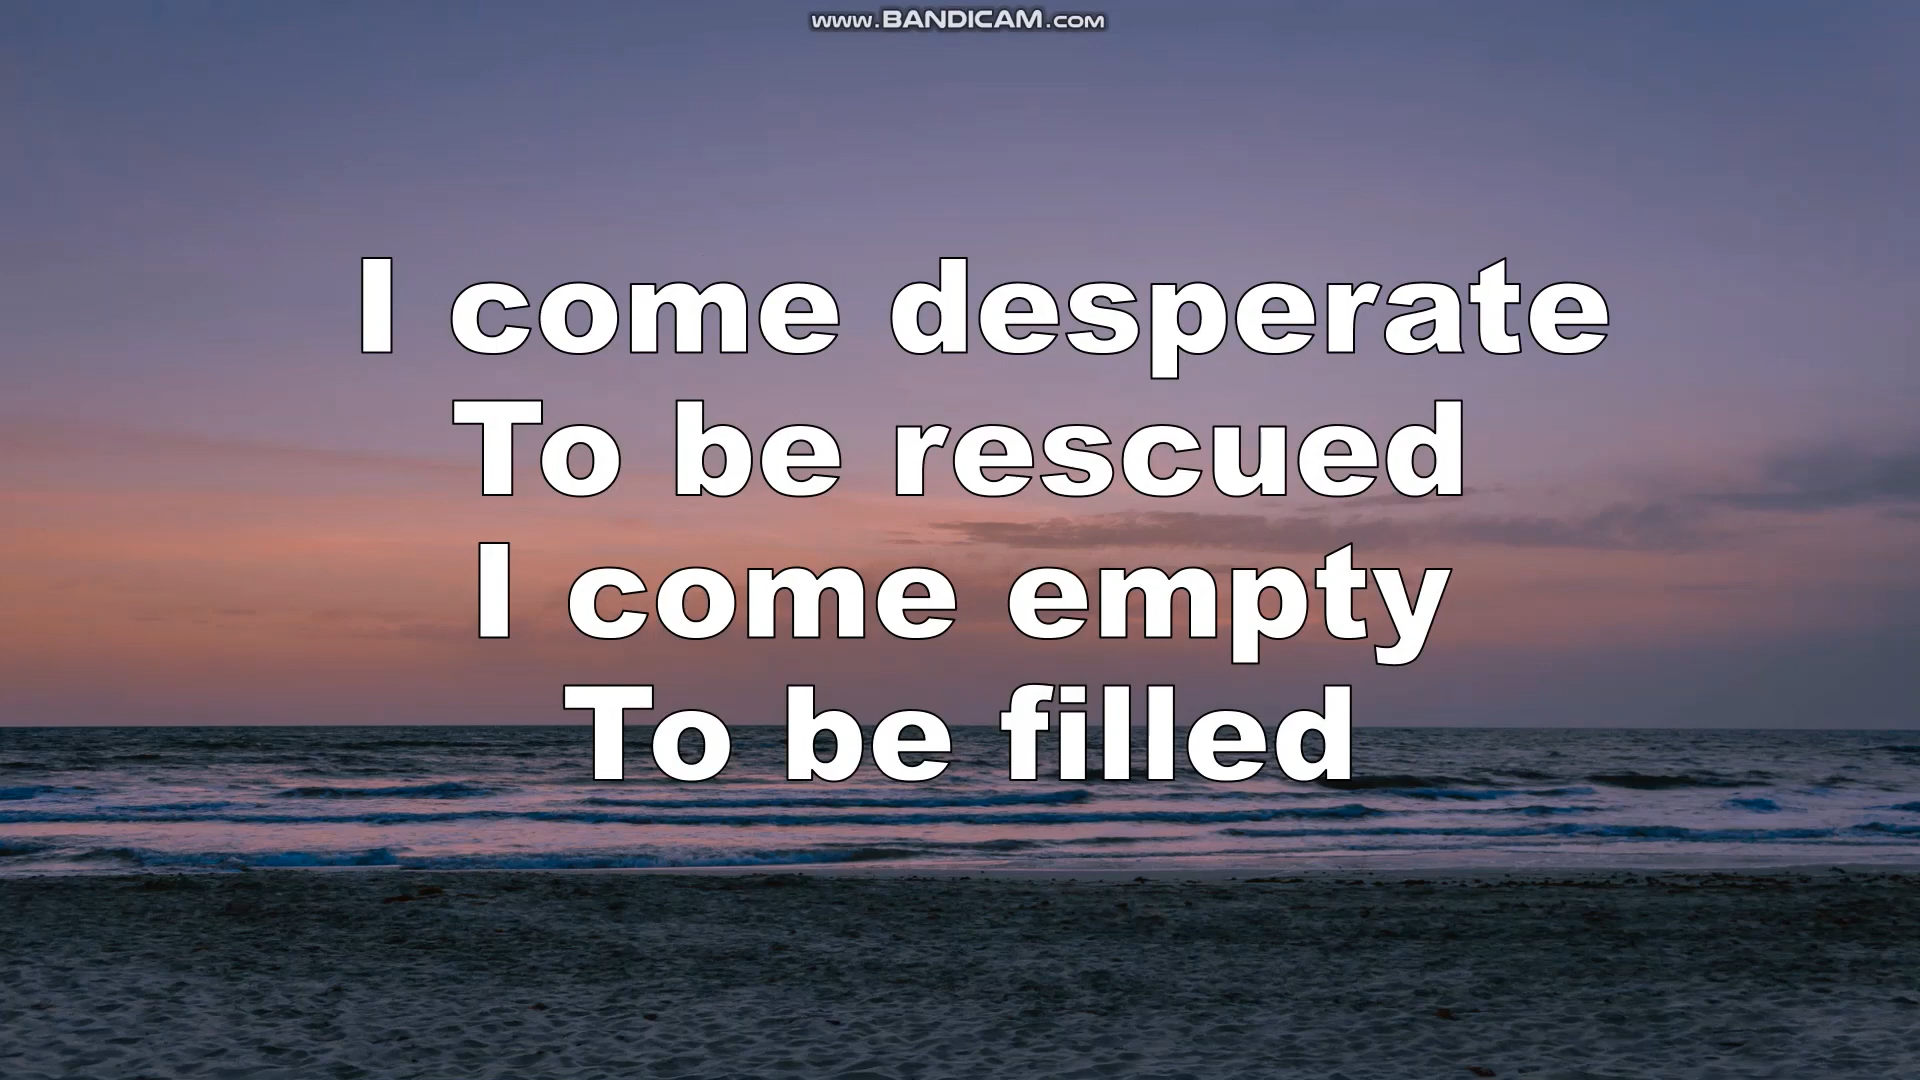 www.BANDICAM.com
I come desperate
To be rescued
I come empty
To be filled